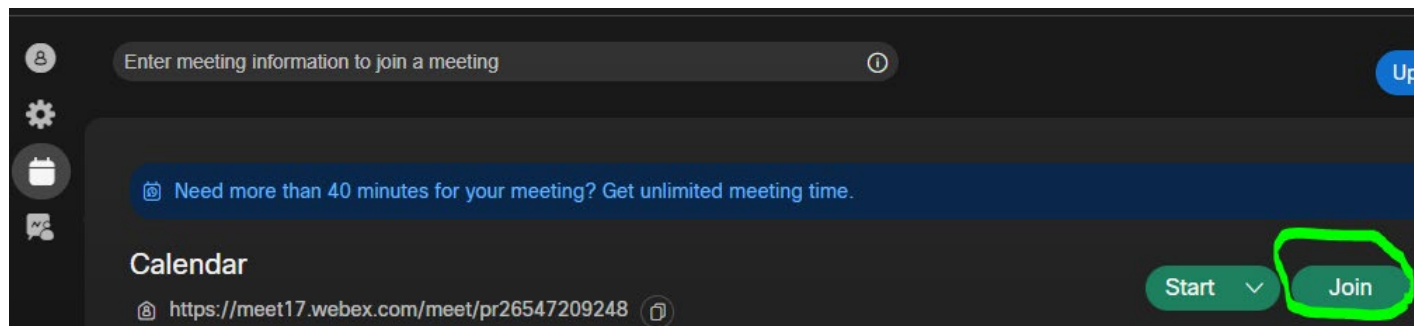 Enter meeting information to join a meeting
Need more than 40 minutes for your meeting? Get unlimited meeting time.
Calendar
Start
Join
https://meet17.webex.com/meet/pr26547209248